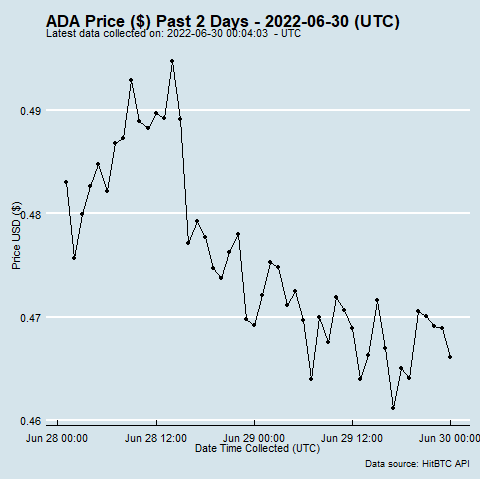 ADA Price ($) Past 2 Days - 2022-06-30 (UTC)
Latest data collected on: 2022-06-30 00:04:03 - UTC
0.49
0.48
0.47
0.46
Price USD ($)
Jun 28 00:00 Jun 28 12:00 Jun 29 00:00 Jun 29 12:00 Jun 30 00:00
Date Time Collected (UTC)
Data source: HitBTC API